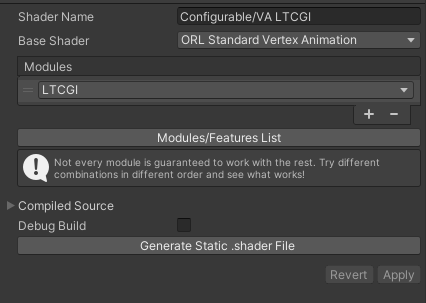 Shader Name Configurable/VA LTCGI
Base Shader ORL Standard Vertex Animation
Modules
LTCGI
+ −
Modules/Features List
Not every module is guaranteed to work with the rest. Try different
combinations in different order and see what works!
Compiled Source
Debug Build
Generate Static .shader File
Revert Apply